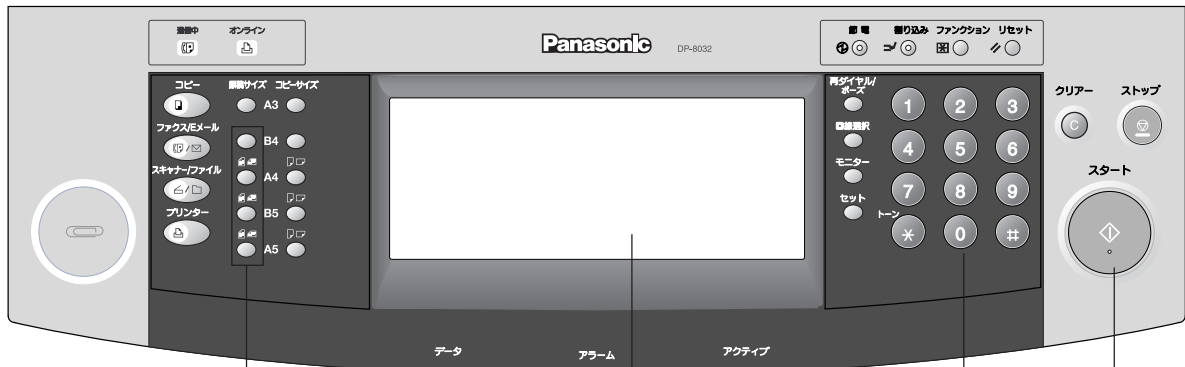 通信中 オンライン
Panasonic DP-8032
節電 割り込み ファンクション リセット
コピー
ファクス/Eメール
スキャナー/ファイル
プリンター
原稿サイズ コピーサイズ
A3
B4
A4
B5
A5
再ダイヤル/
ポーズ
回線選択
モニター
セット
トーン
1 2 3
4 5 6
7 8 9
* 0 #
クリアー ストップ
C
スタート
データ アラーム アクティブ